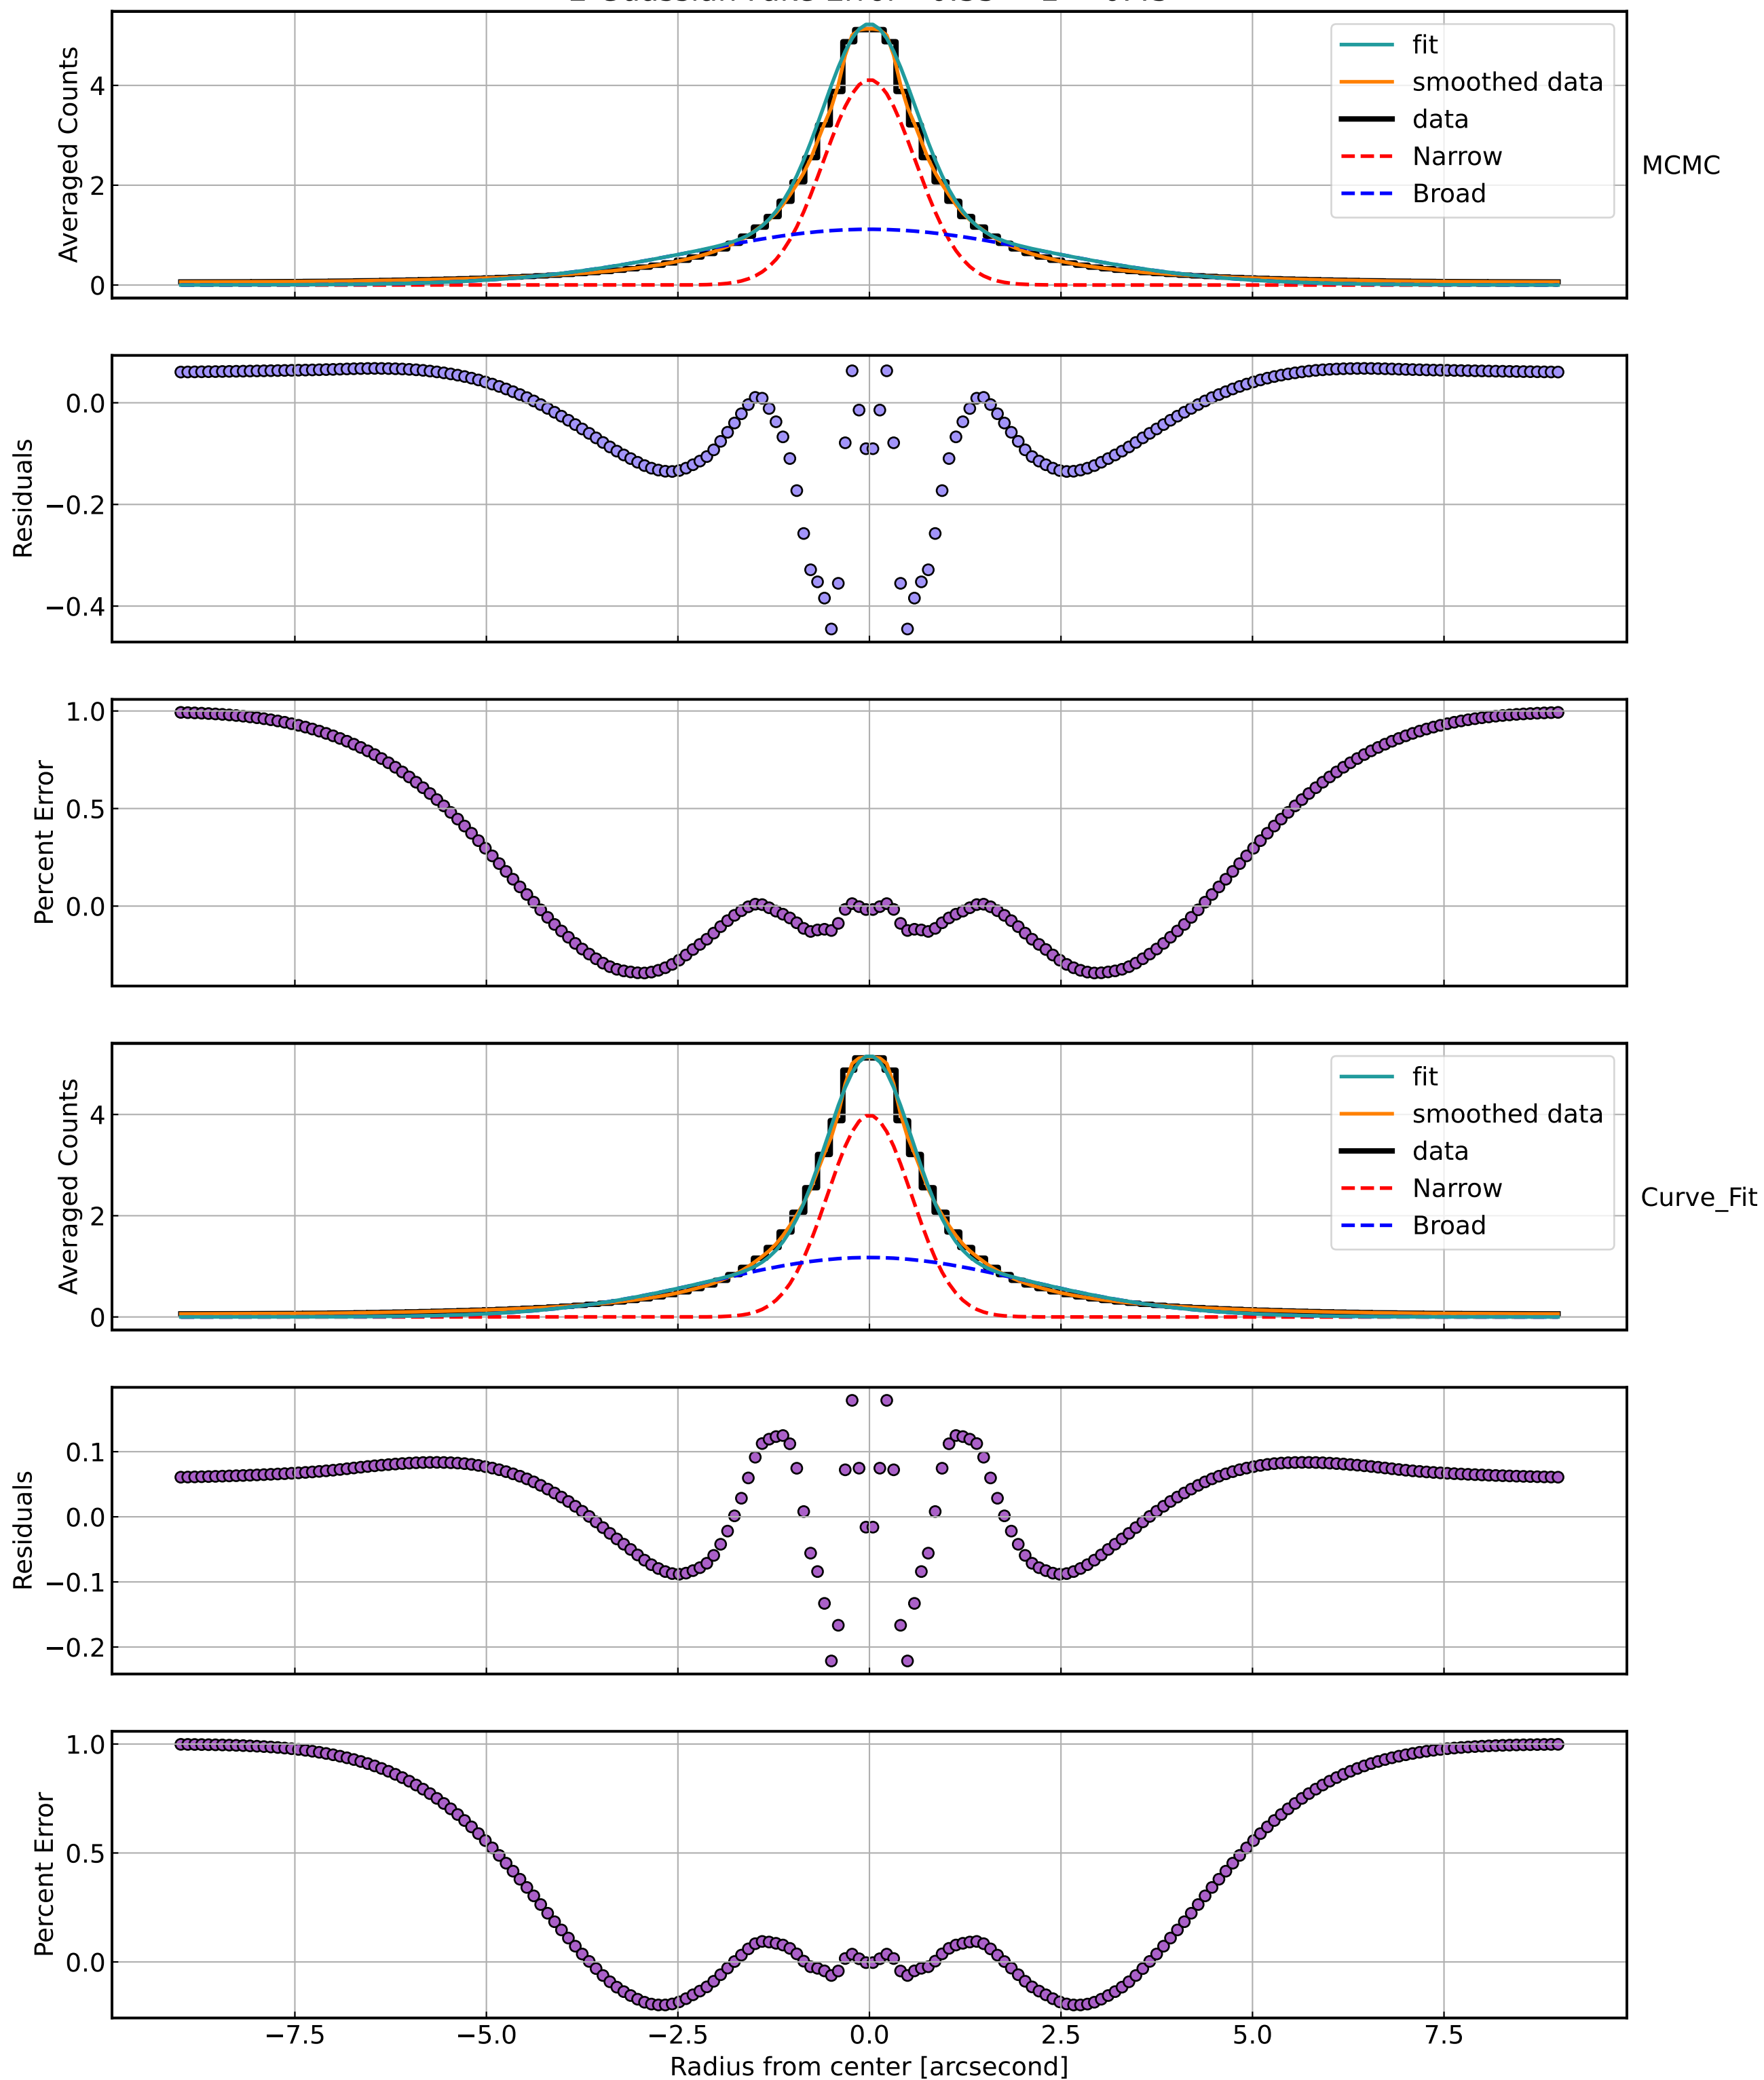 Averaged Counts
4
2
0
fit
smoothed data
data
Narrow
Broad
MCMC
Residuals
0.0
−0.2
−0.4
Percent Error
1.0
0.5
0.0
Averaged Counts
4
2
0
fit
smoothed data
data
Narrow
Broad
Curve_Fit
Residuals
0.1
0.0
−0.1
−0.2
Percent Error
1.0
0.5
0.0
−7.5 −5.0 −2.5 0.0 2.5 5.0 7.5
Radius from center [arcsecond]